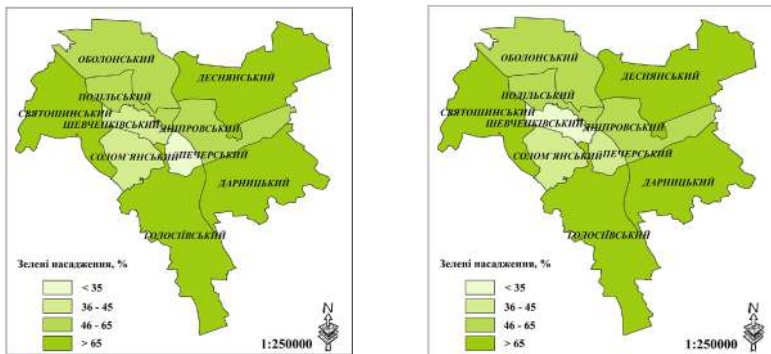 ОБОЛОНСЬКИЙ
ДЕСНЯНСЬКИЙ
ПОДІЛЬСЬКИЙ
СВЯТОШИНСЬКИЙ
ШЕВЧЕНКІВСЬКИЙ
ДНІПРОВСЬКИЙ
СОЛОМ'ЯНСЬКИЙ
ПЕЧЕРСЬКИЙ
ДАРНИЦЬКИЙ
ГОЛОСІЇВСЬКИЙ
Зелені насадження, %
< 35
36 - 45
46 - 65
> 65
N
1:250000
ОБОЛОНСЬКИЙ
ДЕСНЯНСЬКИЙ
ПОДІЛЬСЬКИЙ
СВЯТОШИНСЬКИЙ
ШЕВЧЕНКІВСЬКИЙ
ДНІПРОВСЬКИЙ
СОЛОМ'ЯНСЬКИЙ
ПЕЧЕРСЬКИЙ
ДАРНИЦЬКИЙ
ГОЛОСІЇВСЬКИЙ
Зелені насадження, %
< 35
36 - 45
46 - 65
> 65
N
1:250000